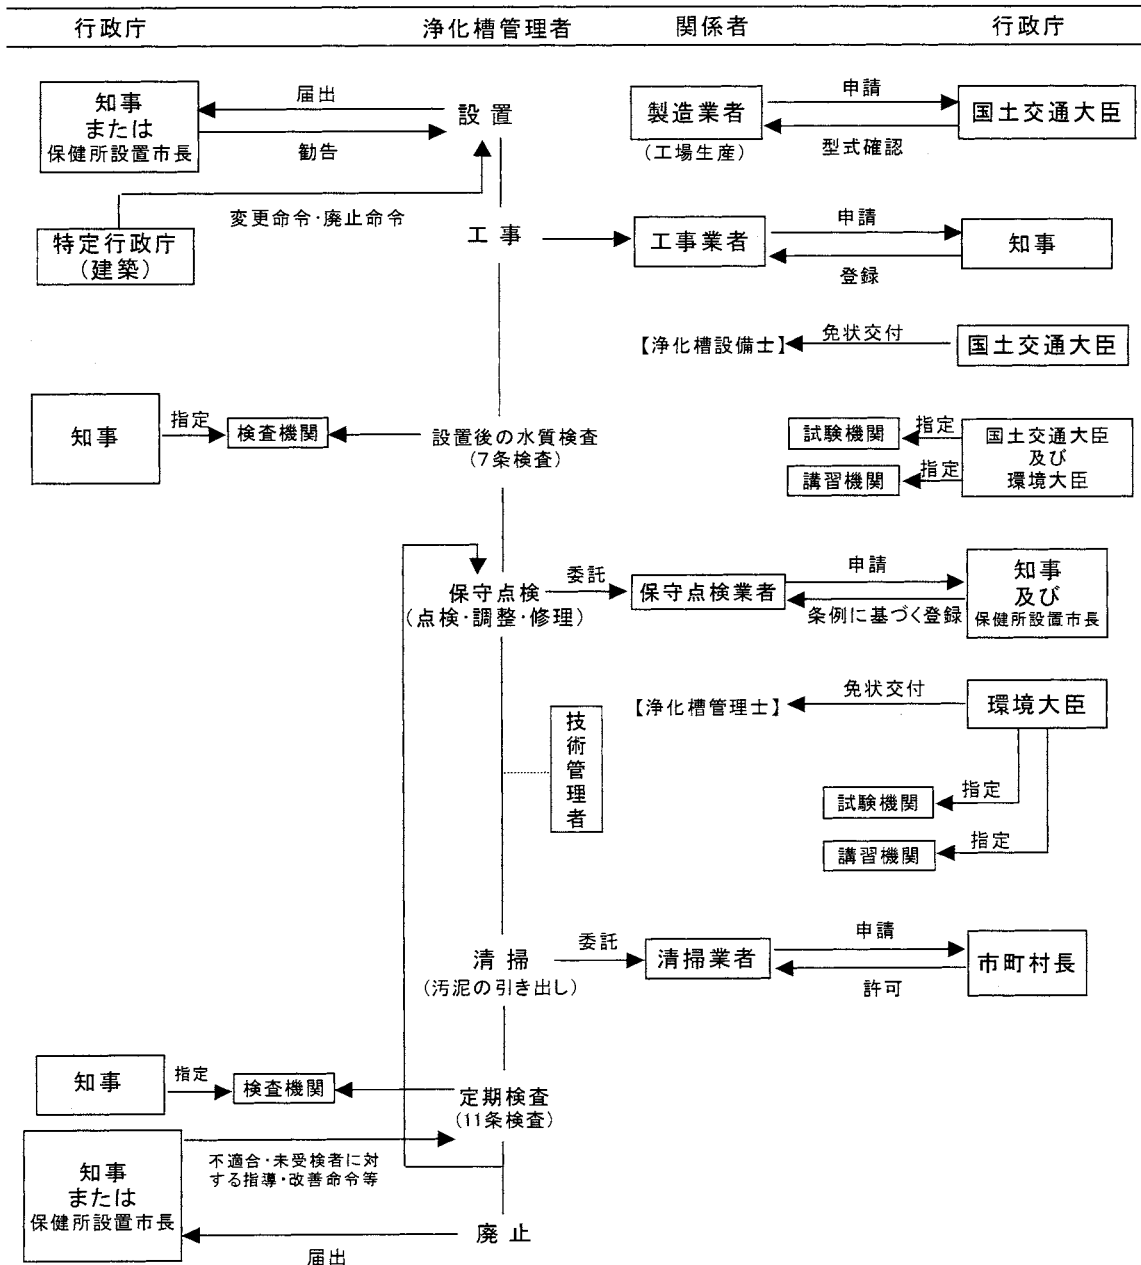 行政庁
浄化槽管理者
関係者
行政庁
知事
または
保健所設置市長
届出
勧告
設置
製造業者
(工場生産)
申請
型式確認
国土交通大臣
変更命令・廃止命令
特定行政庁
(建築)
工事
工事業者
申請
登録
知事
【浄化槽設備士】
免状交付
国土交通大臣
知事
指定
検査機関
設置後の水質検査
(7条検査)
試験機関
指定
講習機関
指定
国土交通大臣
及び
環境大臣
保守点検
(点検・調整・修理)
委託
保守点検業者
申請
条例に基づく登録
知事
及び
保健所設置市長
技術管理者
【浄化槽管理士】
免状交付
環境大臣
試験機関
指定
講習機関
指定
清掃
(汚泥の引き出し)
委託
清掃業者
申請
許可
市町村長
知事
指定
検査機関
定期検査
(11条検査)
不適合・未受検者に対
する指導・改善命令等
知事
または
保健所設置市長
届出
廃止